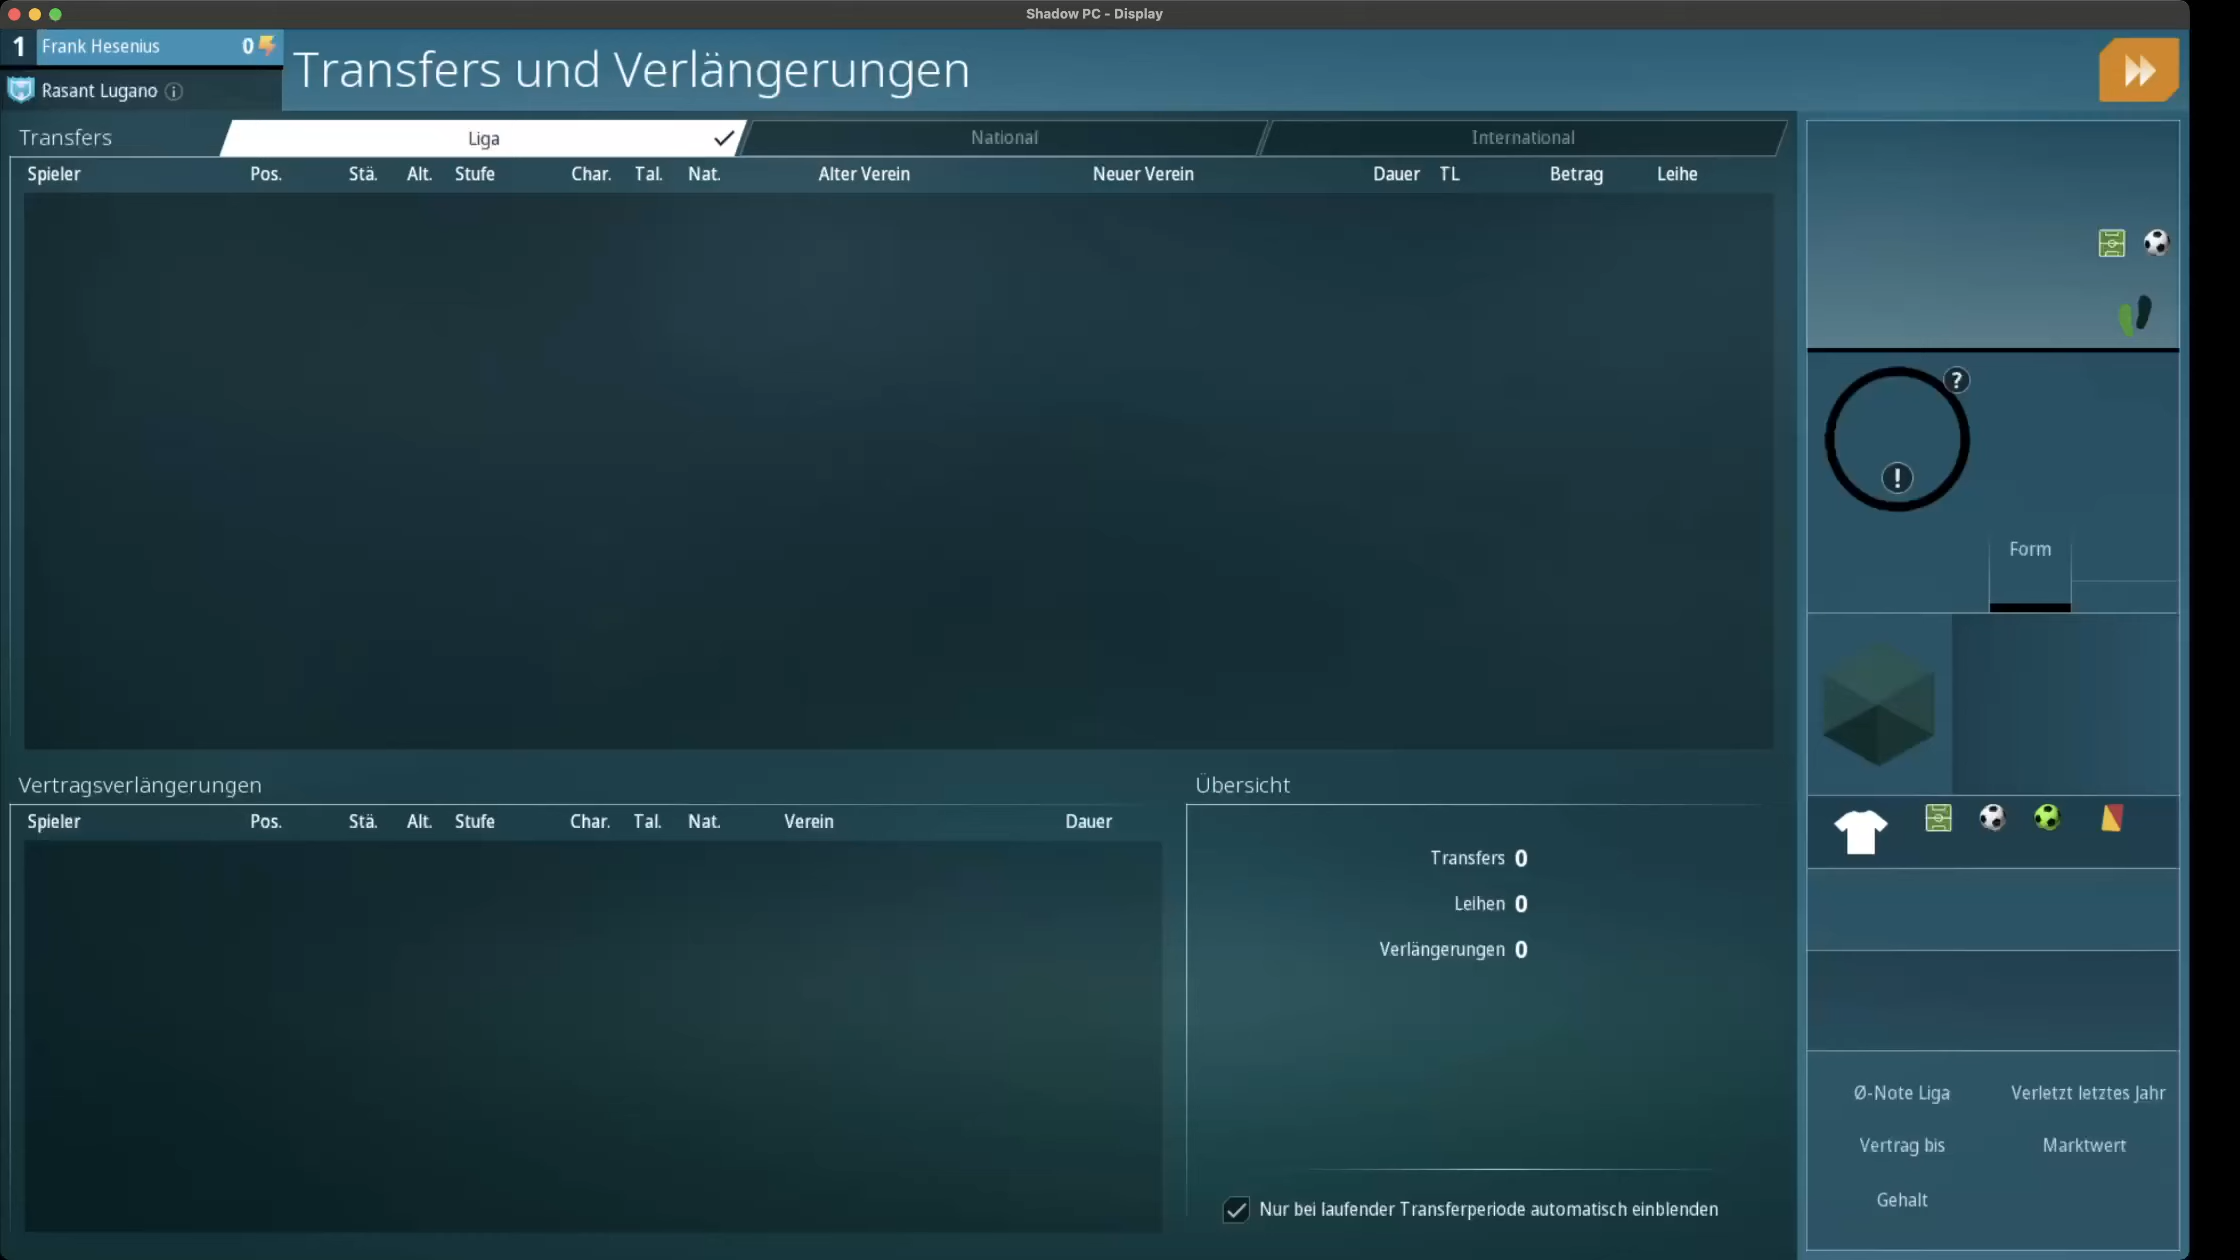 Shadow PC - Display
1 Frank Hesenius 0
Rasant Lugano
Transfers und Verlängerungen
Transfers Liga National International
Spieler Pos. Stä. Alt. Stufe Char. Tal. Nat. Alter Verein Neuer Verein Dauer TL Betrag Leihe
?
!
Form
Vertragsverlängerungen
Spieler Pos. Stä. Alt. Stufe Char. Tal. Nat. Verein Dauer
Übersicht
Transfers 0
Leihen 0
Verlängerungen 0
Nur bei laufender Transferperiode automatisch einblenden
Ø-Note Liga Verletzt letztes Jahr
Vertrag bis Marktwert
Gehalt